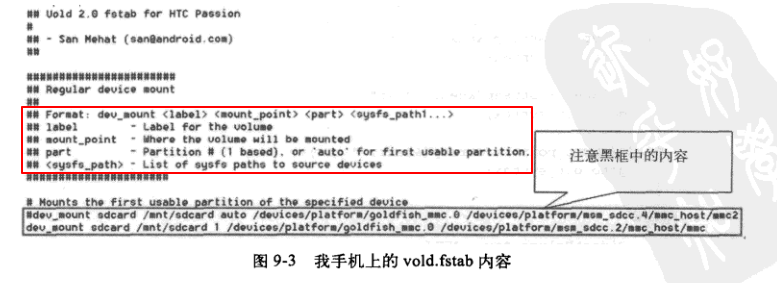 ## Vold 2.0 fstab for HTC Passion
#
## - San Mehat (san@android.com)
##
#######################
## Regular device mount
##
## Format: dev_mount <label> <mount_point> <part> <sysfs_path1...>
## label        - Label for the volume
## mount_point  - Where the volume will be mounted
## part         - Partition # (1 based), or 'auto' for first usable partition.
## <sysfs_path> - List of sysfs paths to source devices
######################
注意黑框中的内容
# Mounts the first usable partition of the specified device
#dev_mount sdcard /mnt/sdcard auto /devices/platform/goldfish_mmc.0 /devices/platform/msm_sdcc.4/mmc_host/mmc2
dev_mount sdcard /mnt/sdcard 1 /devices/platform/goldfish_mmc.0 /devices/platform/msm_sdcc.2/mmc_host/mmc
图 9-3 我手机上的 vold.fstab 内容